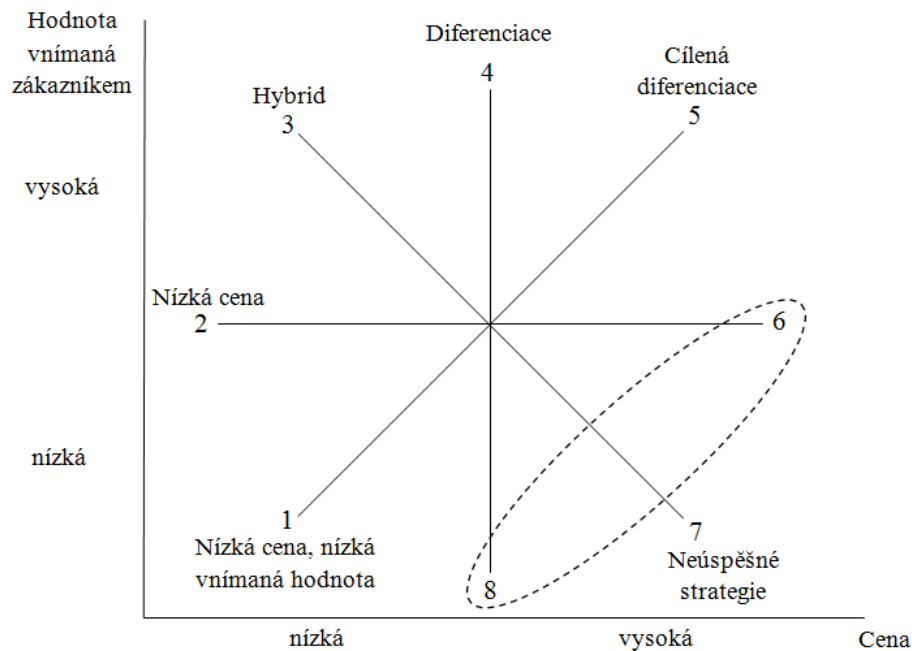 Hodnota
vnímaná
zákazníkem
Diferenciace
4
Cílená
diferenciace
5
Hybrid
3
vysoká
Nízká cena
2
6
nízká
1
Nízká cena, nízká
vnímaná hodnota
7
Neúspěšné
strategie
8
nízká
vysoká
Cena